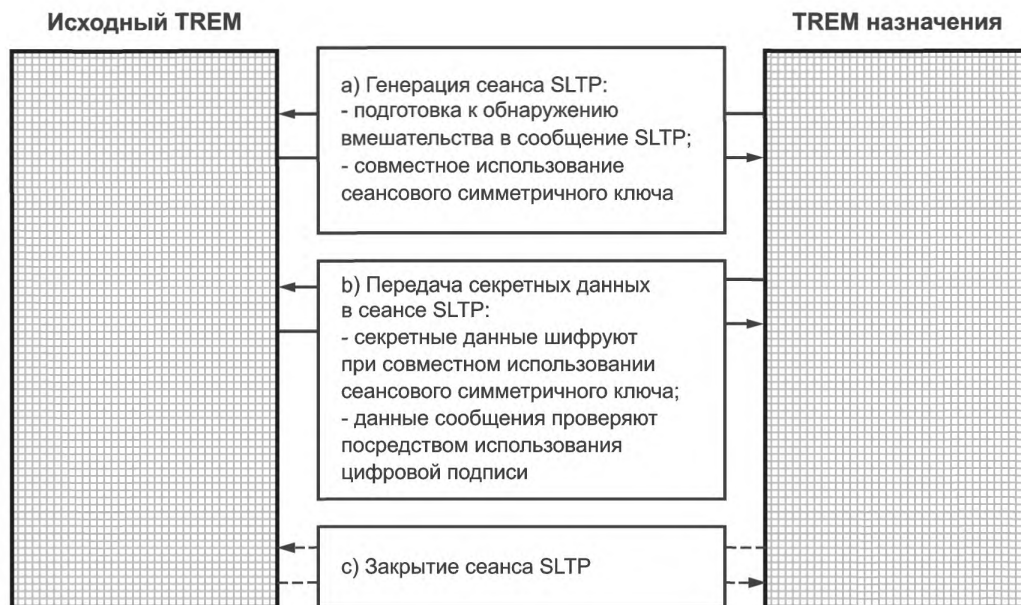 Исходный TREM
TREM назначения
a) Генерация сеанса SLTP:
- подготовка к обнаружению
вмешательства в сообщение SLTP;
- совместное использование
сеансового симметричного ключа
b) Передача секретных данных
в сеансе SLTP:
- секретные данные шифруют
при совместном использовании
сеансового симметричного ключа;
- данные сообщения проверяют
посредством использования
цифровой подписи
c) Закрытие сеанса SLTP